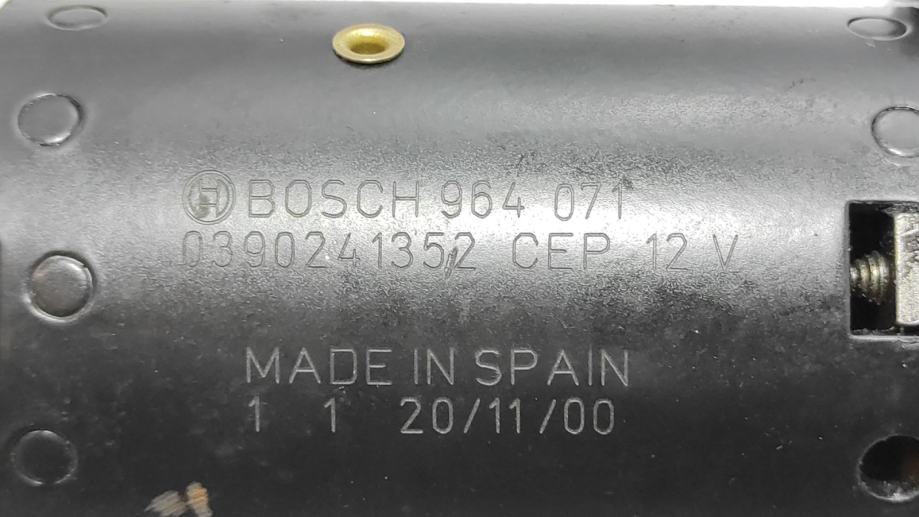 BOSCH 964 071
0390241352 CEP 12 V
MADE IN SPAIN
1 1 20/11/00